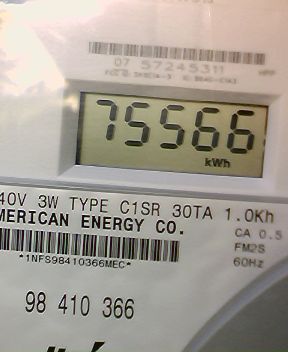 07 57245311
75566
kWh
40V 3W TYPE C1SR 30TA 1.0Kh
MERICAN ENERGY CO.
CA 0.5
FM2S
*1NFS98410366MEC*
60Hz
98 410 366